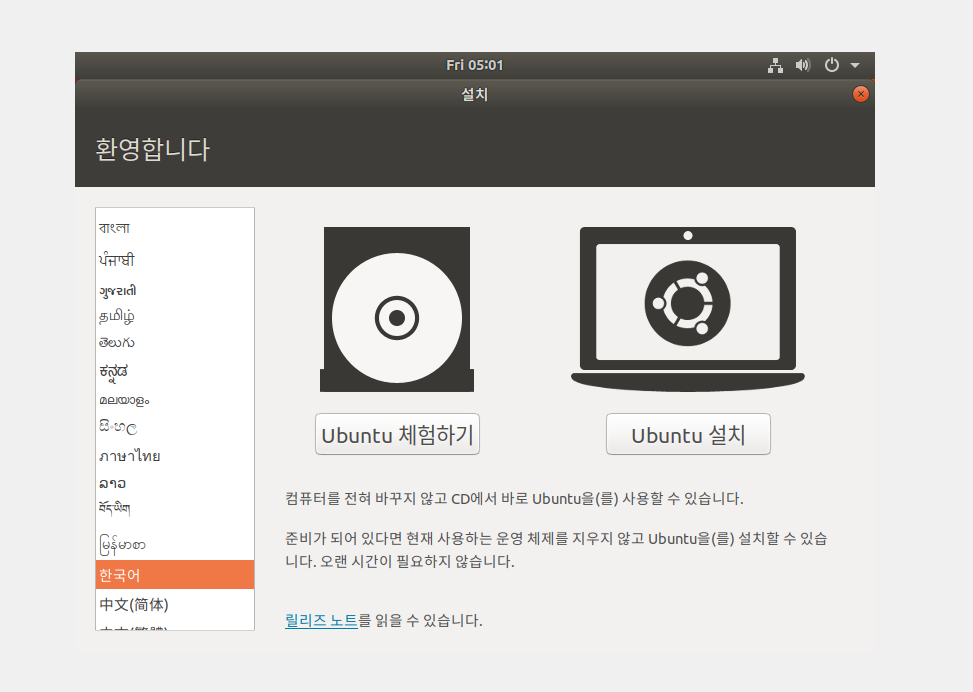 Fri 05:01
설치
환영합니다
বাংলা
ਪੰਜਾਬੀ
ગુજરાતી
தமிழ்
తెలుగు
ಕನ್ನಡ
മലയാളം
සිංහල
ภาษาไทย
ລາວ
བོད་ཡིག
မြန်မာစာ
한국어
中文(简体)
中文(繁體)
Ubuntu 체험하기
Ubuntu 설치
컴퓨터를 전혀 바꾸지 않고 CD에서 바로 Ubuntu을(를) 사용할 수 있습니다.
준비가 되어 있다면 현재 사용하는 운영 체제를 지우지 않고 Ubuntu을(를) 설치할 수 있습
니다. 오랜 시간이 필요하지 않습니다.
릴리즈 노트를 읽을 수 있습니다.